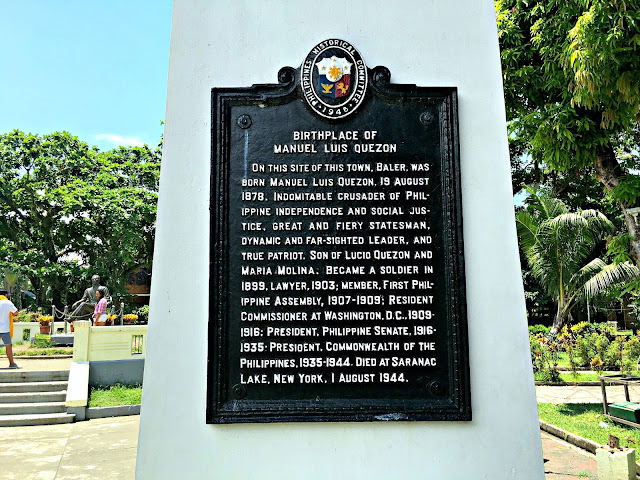 PHILIPPINES HISTORICAL COMMITTEE
1948
BIRTHPLACE OF
MANUEL LUIS QUEZON
ON THIS SITE OF THIS TOWN, BALER, WAS
BORN MANUEL LUIS QUEZON, 19 AUGUST
1878. INDOMITABLE CRUSADER OF PHIL-
IPPINE INDEPENDENCE AND SOCIAL JUS-
TICE, GREAT AND FIERY STATESMAN,
DYNAMIC AND FAR-SIGHTED LEADER, AND
TRUE PATRIOT. SON OF LUCIO QUEZON AND
MARIA MOLINA. BECAME A SOLDIER IN
1899, LAWYER, 1903; MEMBER, FIRST PHIL-
IPPINE ASSEMBLY, 1907-1909; RESIDENT
COMMISSIONER AT WASHINGTON, D.C., 1909-
1916; PRESIDENT, PHILIPPINE SENATE, 1916-
1935; PRESIDENT, COMMONWEALTH OF THE
PHILIPPINES, 1935-1944. DIED AT SARANAC
LAKE, NEW YORK, 1 AUGUST 1944.